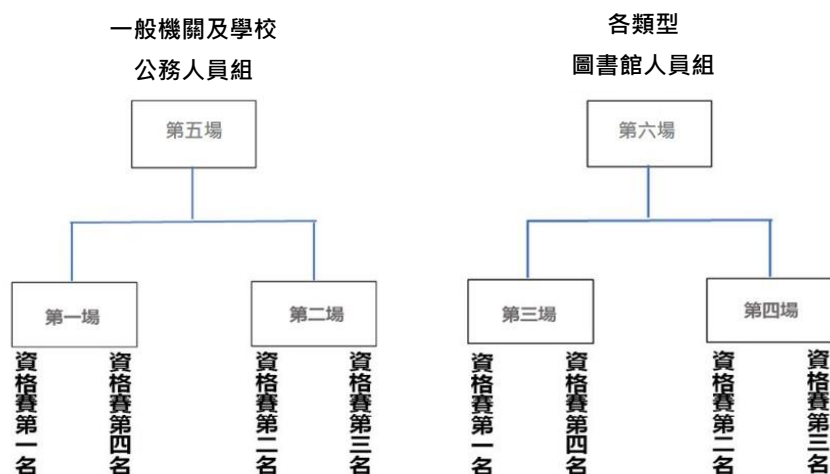 一般機關及學校
公務人員組
各類型
圖書館人員組
第五場
第六場
第一場
第二場
第三場
第四場
資格賽第一名
資格賽第四名
資格賽第二名
資格賽第三名
資格賽第一名
資格賽第四名
資格賽第二名
資格賽第三名